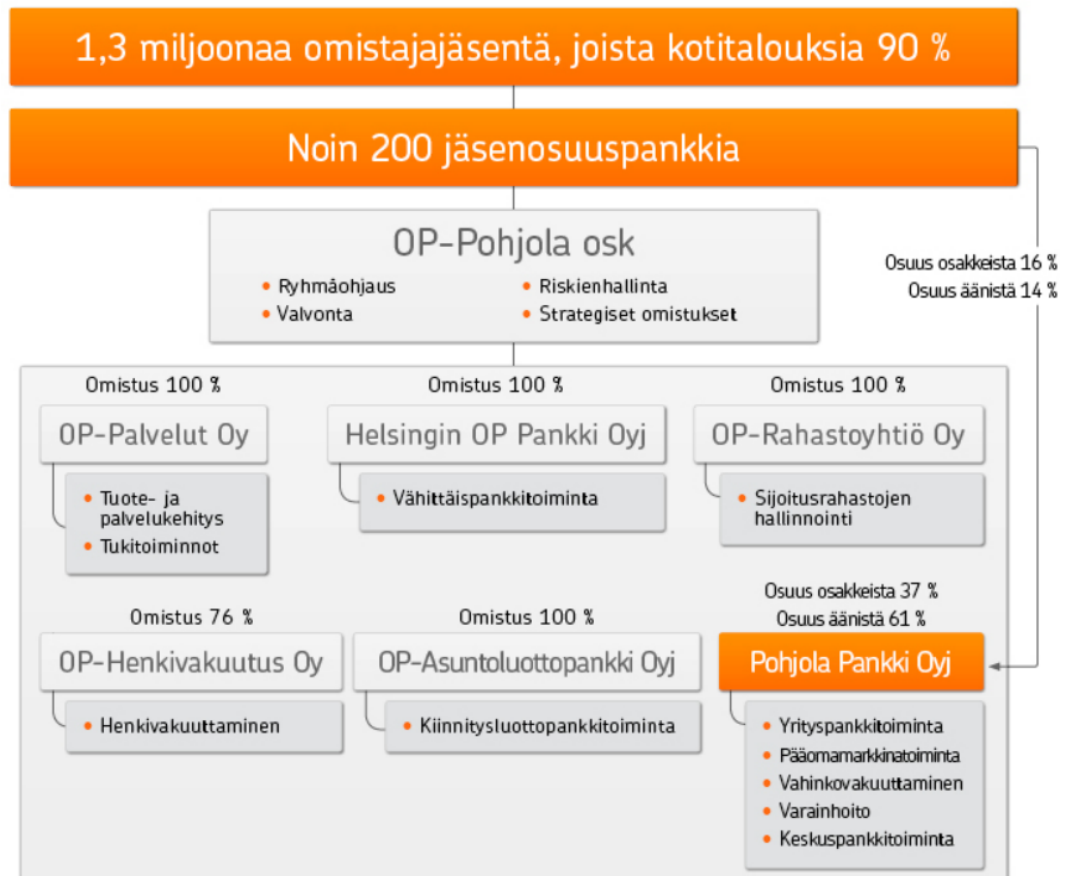 1,3 miljoonaa omistajajäsentä, joista kotitalouksia 90 %
Noin 200 jäsenosuuspankkia
Osuus osakkeista 16 %
Osuus äänistä 14 %
OP-Pohjola osk
• Ryhmäohjaus
• Valvonta
• Riskienhallinta
• Strategiset omistukset
Omistus 100 %
OP-Palvelut Oy
• Tuote- ja
palvelukehitys
• Tukitoiminnot
Omistus 100 %
Helsingin OP Pankki Oyj
• Vähittäispankkitoiminta
Omistus 100 %
OP-Rahastoyhtiö Oy
• Sijoitusrahastojen
hallinnointi
Omistus 76 %
OP-Henkivakuutus Oy
• Henkivakuuttaminen
Omistus 100 %
OP-Asuntoluottopankki Oyj
• Kiinnitysluottopankkitoiminta
Osuus osakkeista 37 %
Osuus äänistä 61 %
Pohjola Pankki Oyj
• Yrityspankkitoiminta
• Pääomamarkkinatoiminta
• Vahinkovakuuttaminen
• Varainhoito
• Keskuspankkitoiminta